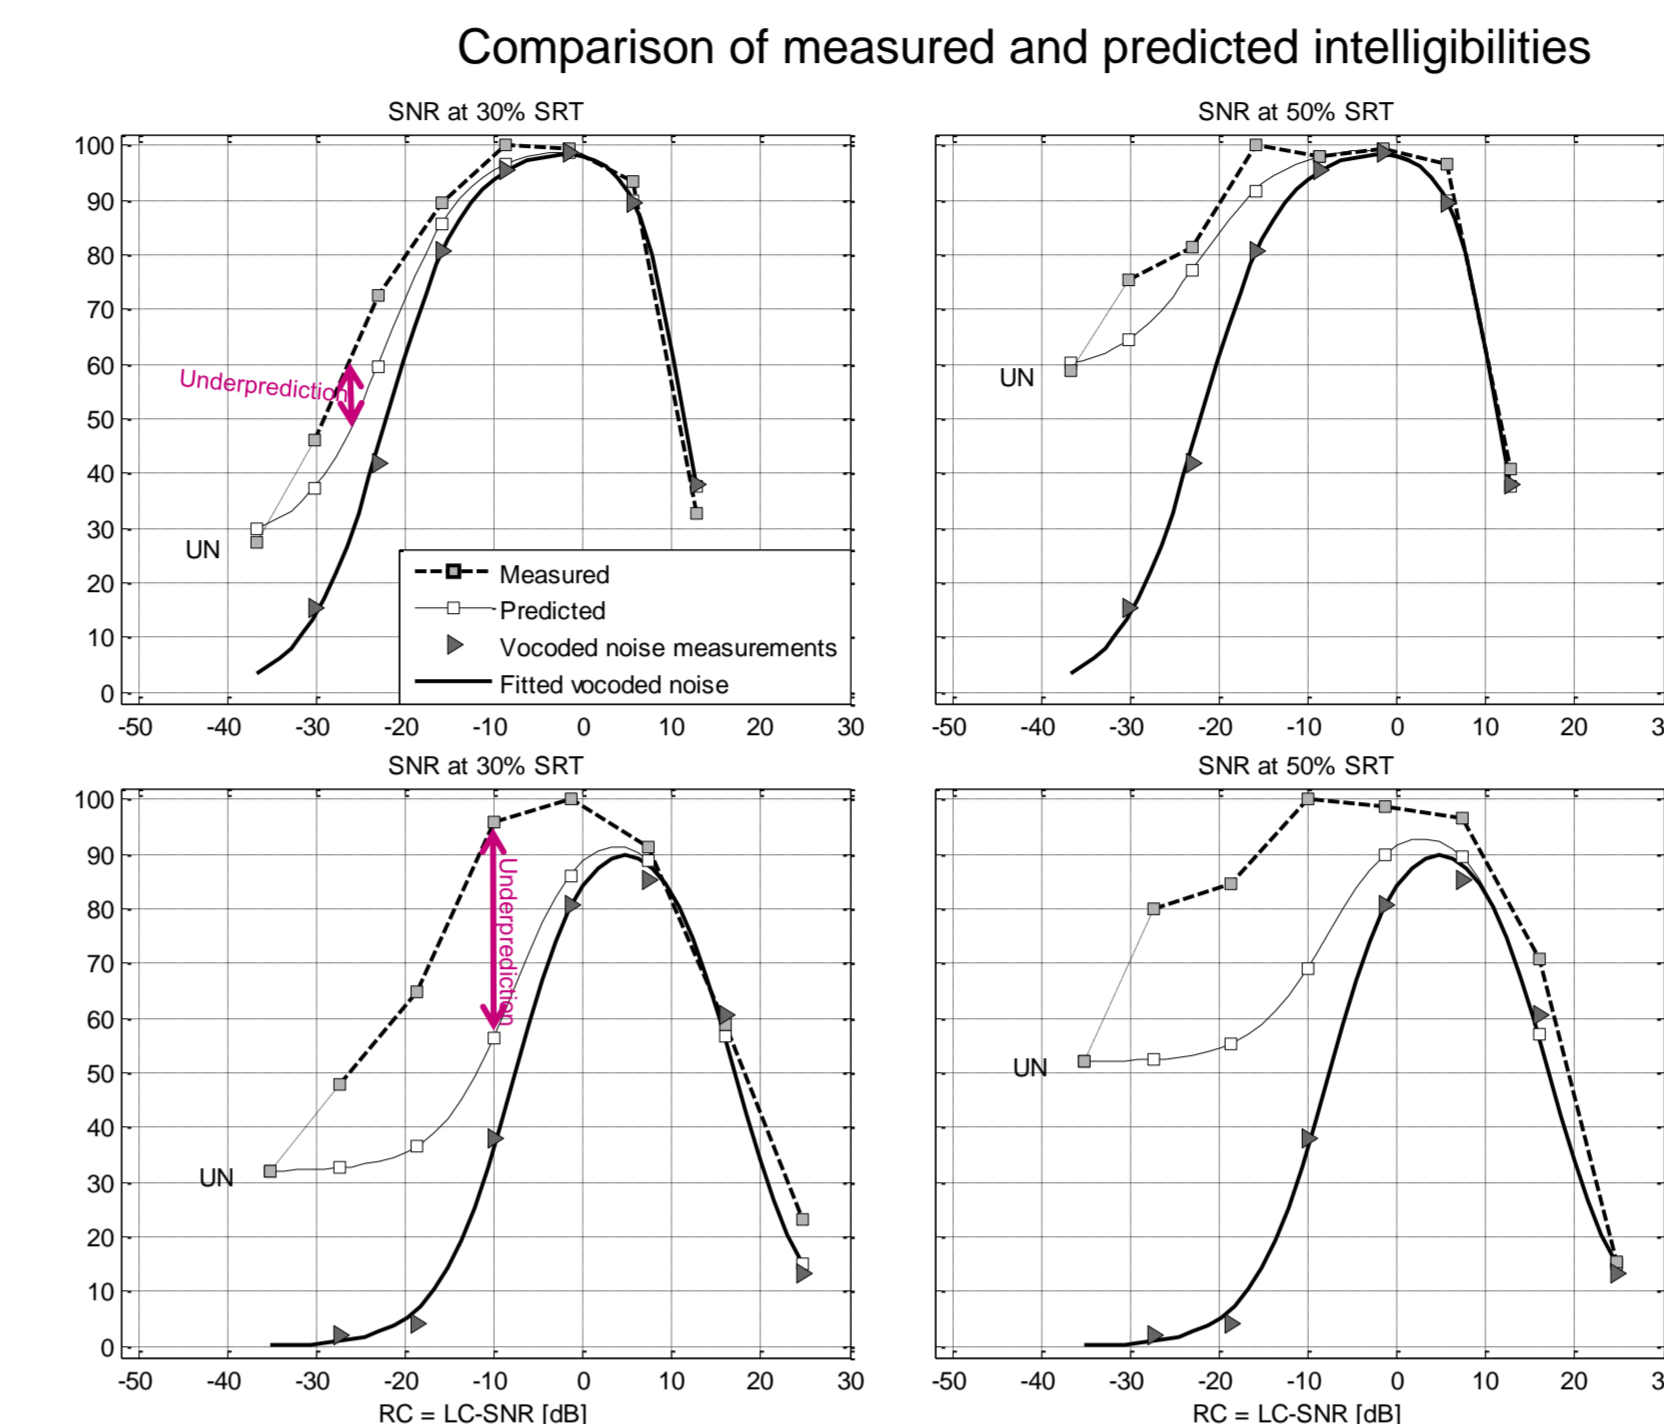 Comparison of measured and predicted intelligibilities
SNR at 30% SRT
100
90
80
70
60
50
40
30
20
10
0
Underprediction
UN
Measured
Predicted
Vocoded noise measurements
Fitted vocoded noise
-50 -40 -30 -20 -10 0 10 20 30
SNR at 50% SRT
UN
-50 -40 -30 -20 -10 0 10 20 3
SNR at 30% SRT
100
90
80
70
60
50
40
30
20
10
0
Underprediction
UN
-50 -40 -30 -20 -10 0 10 20 30
RC = LC-SNR [dB]
SNR at 50% SRT
UN
-50 -40 -30 -20 -10 0 10 20 3
RC = LC-SNR [dB]